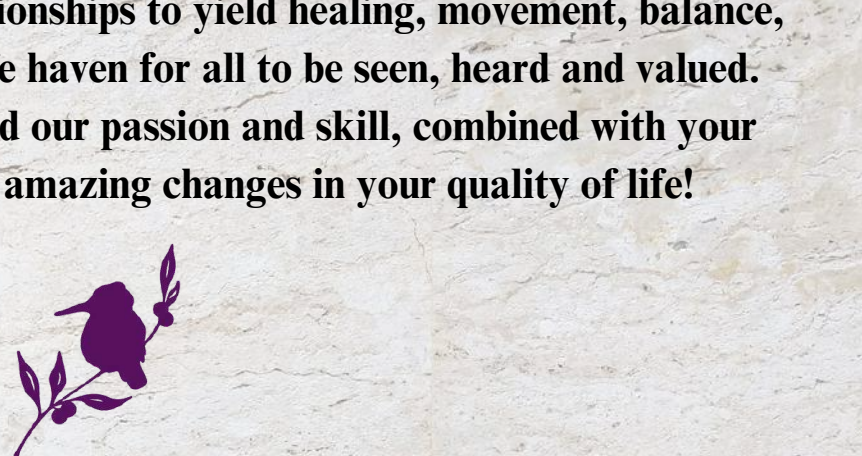 ionships to yield healing, movement, balance,
e haven for all to be seen, heard and valued.
d our passion and skill, combined with your
amazing changes in your quality of life!